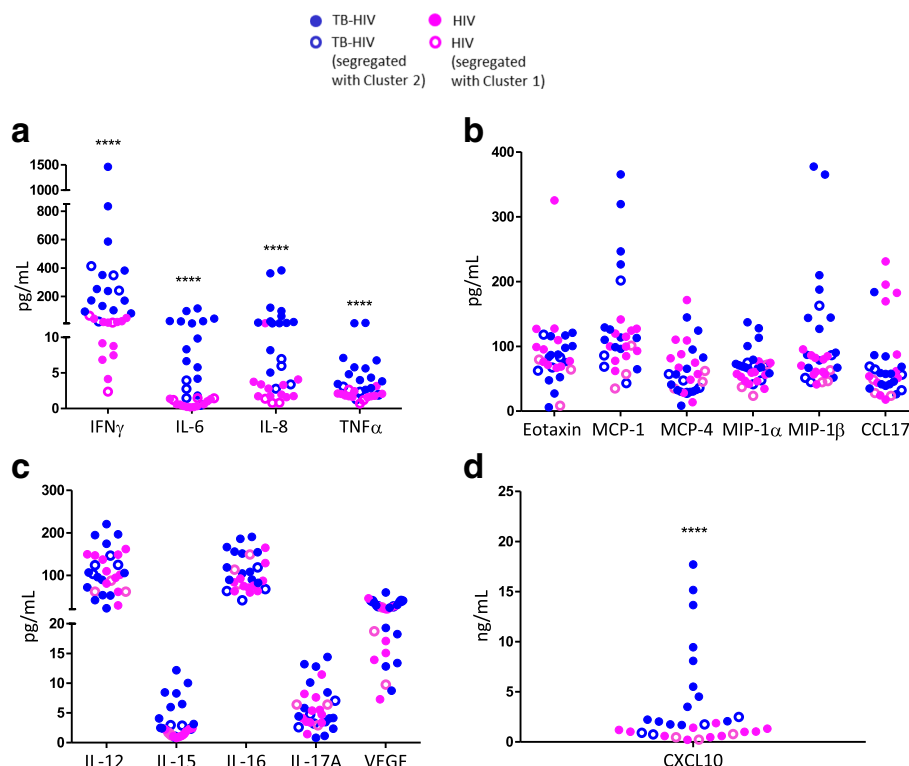 TB-HIV HIV
TB-HIV HIV
(segregated (segregated
with Cluster 2) with Cluster 1)
a
b
****
****
****
****
pg/mL
1500
1000
800
600
400
200
10
5
0
IFNγ IL-6 IL-8 TNFα
pg/mL
400
300
200
100
0
Eotaxin MCP-1 MCP-4 MIP-1α MIP-1β CCL17
c
d
pg/mL
300
200
100
20
15
10
5
0
IL-12 IL-15 IL-16 IL-17A VEGF
****
ng/mL
25
20
15
10
5
0
CXCL10